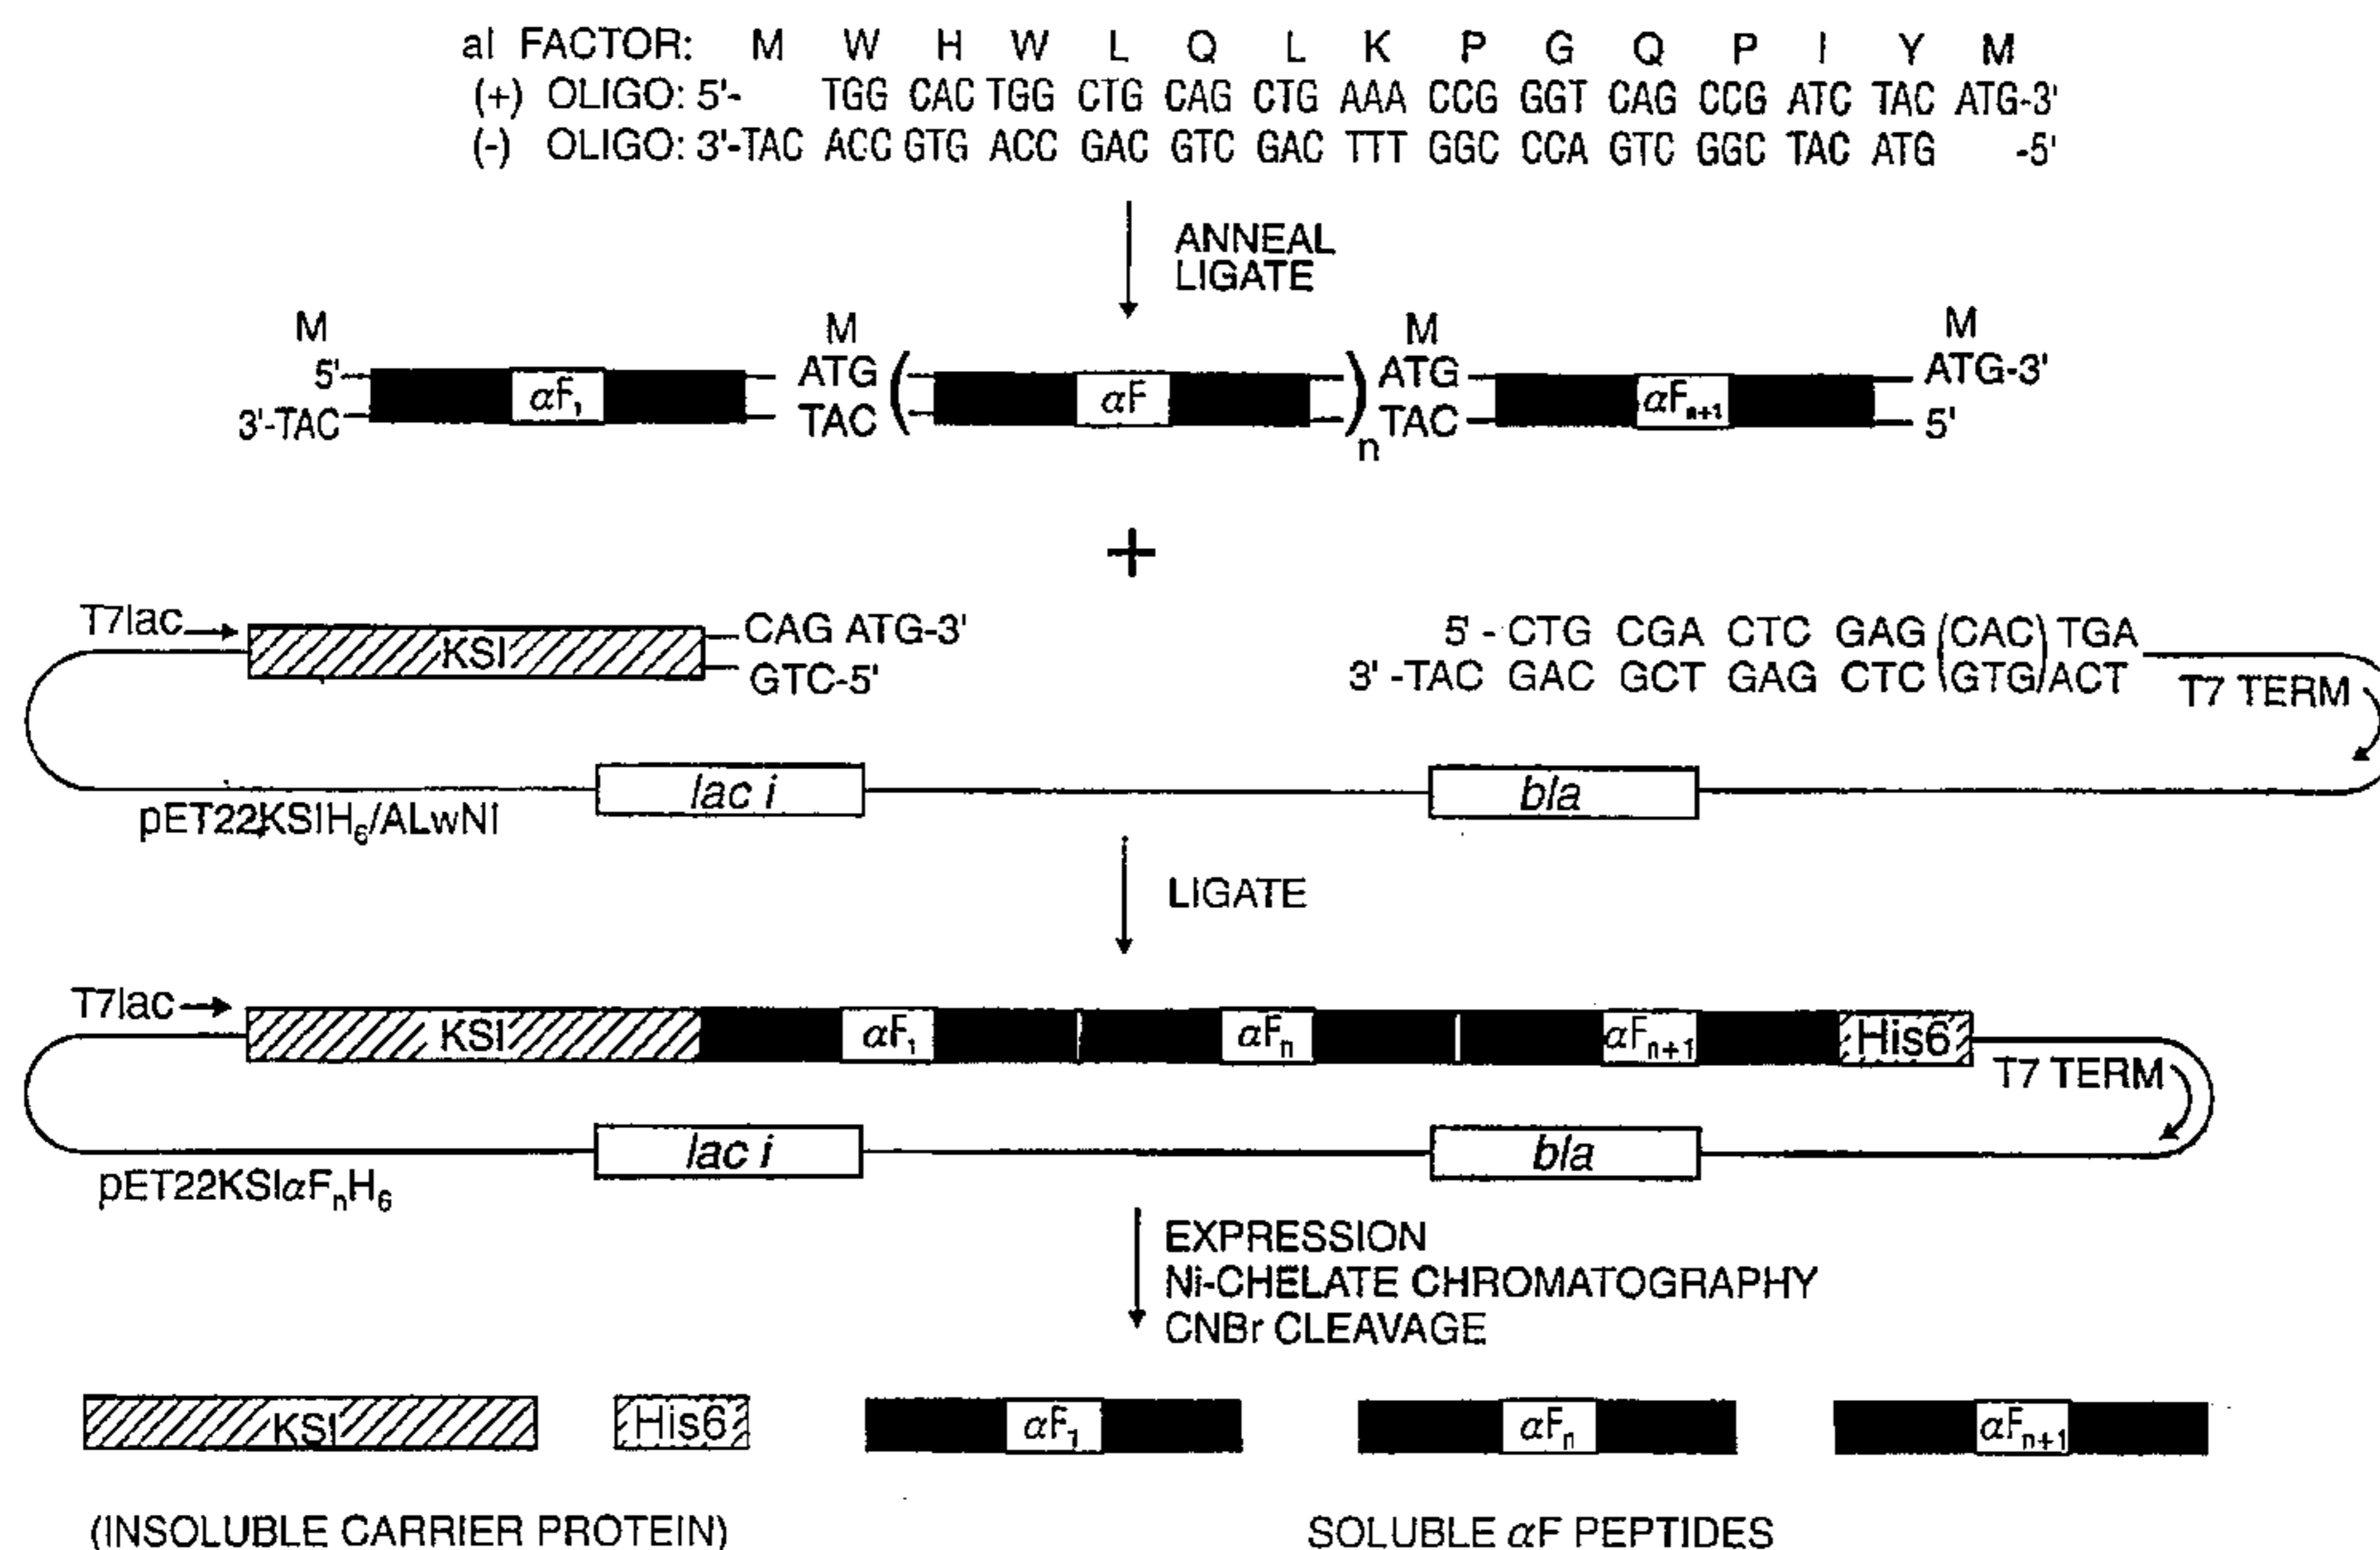 al FACTOR: M W H W L Q L K P G Q P I Y M
(+) OLIGO: 5'- TGG CAC TGG CTG CAG CTG AAA CCG GGT CAG CCG ATC TAC ATG-3'
(-) OLIGO: 3'-TAC ACC GTG ACC GAC GTC GAC TTT GGC CCA GTC GGC TAC ATG -5'
ANNEAL
LIGATE
M M M M
5' αF₁ ATG ( αF ) ATG αFₙ₊₁ ATG-3'
3'-TAC TAC n TAC 5'
+
T7lac KSI CAG ATG-3' 5'- CTG CGA CTC GAG (CAC) TGA
GTC-5' 3'-TAC GAC GCT GAG CTC (GTG) ACT
T7 TERM
lac i bla
pET22KSIH₆/ALwNI
LIGATE
T7lac KSI αF₁ αFₙ αFₙ₊₁ His6
T7 TERM
lac i bla
pET22KSIαFₙH₆
EXPRESSION
Ni-CHELATE CHROMATOGRAPHY
CNBr CLEAVAGE
KSI His6 αF₁ αFₙ αFₙ₊₁
(INSOLUBLE CARRIER PROTEIN) SOLUBLE αF PEPTIDES